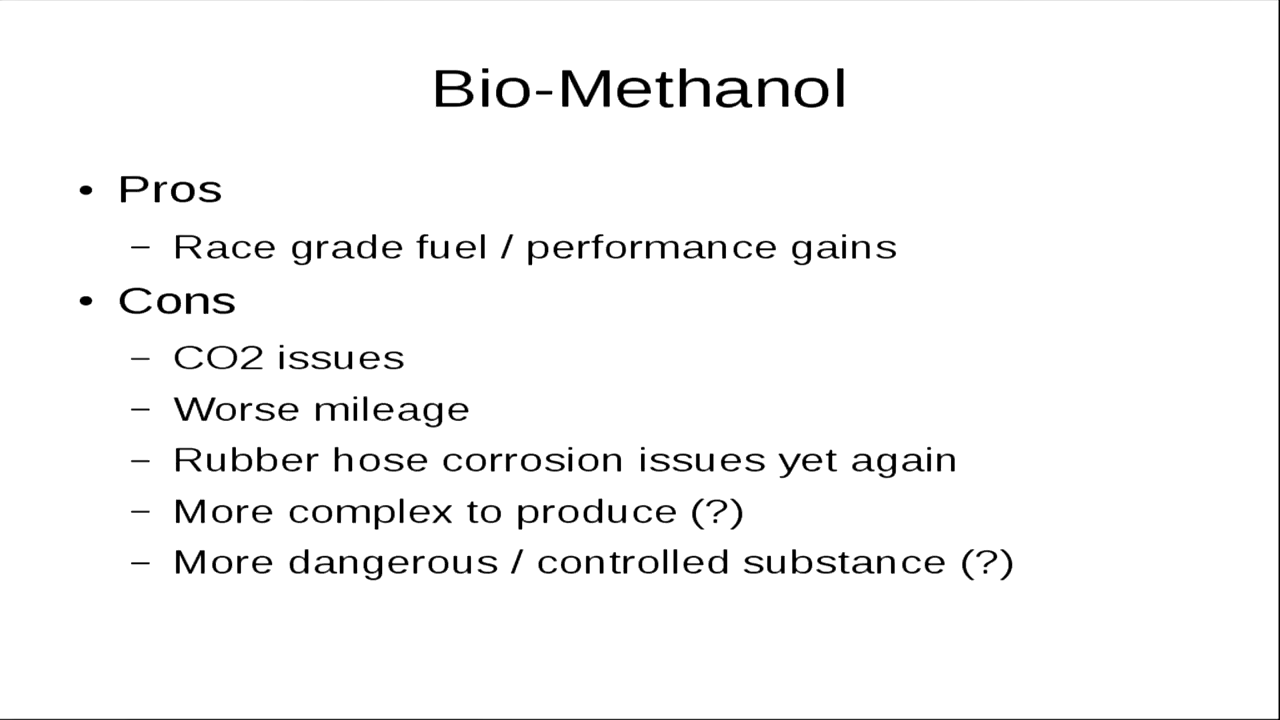 Bio-Methanol
• Pros
– Race grade fuel / performance gains
• Cons
– CO2 issues
– Worse mileage
– Rubber hose corrosion issues yet again
– More complex to produce (?)
– More dangerous / controlled substance (?)